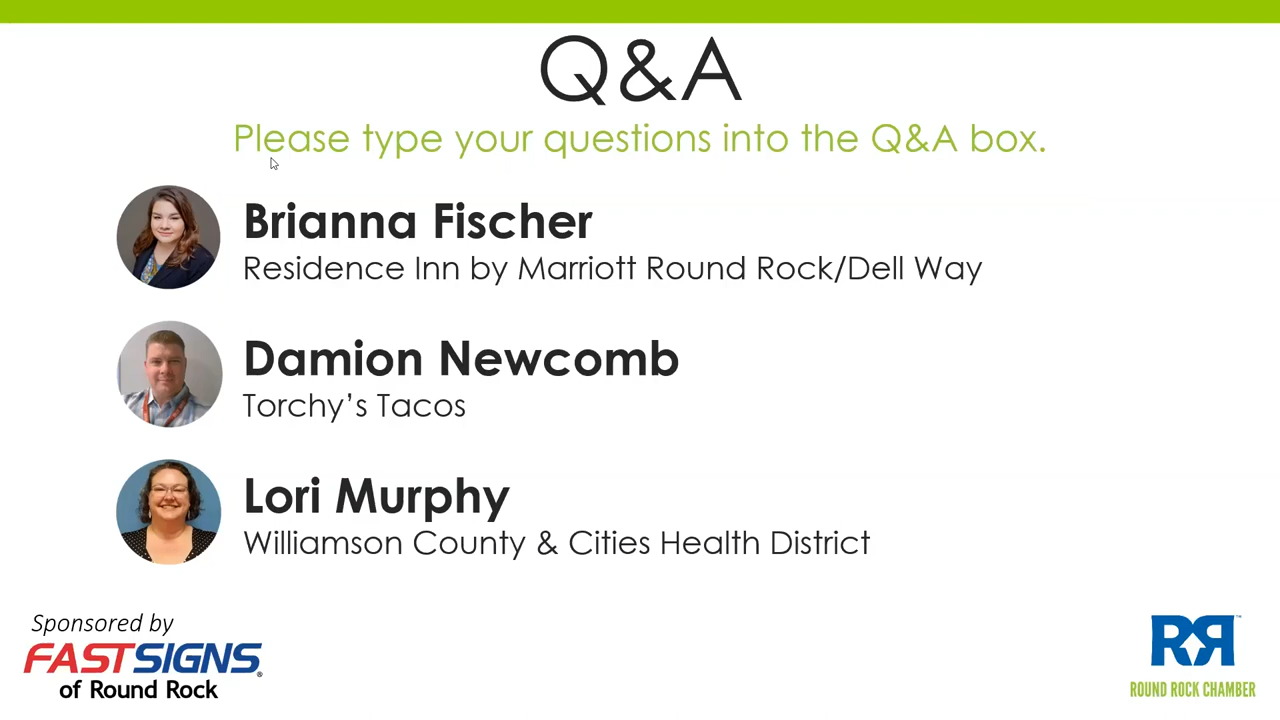 Q&A
Please type your questions into the Q&A box.
Brianna Fischer
Residence Inn by Marriott Round Rock/Dell Way
Damion Newcomb
Torchy's Tacos
Lori Murphy
Williamson County & Cities Health District
Sponsored by
FASTSIGNS®
of Round Rock
RR™
ROUND ROCK CHAMBER